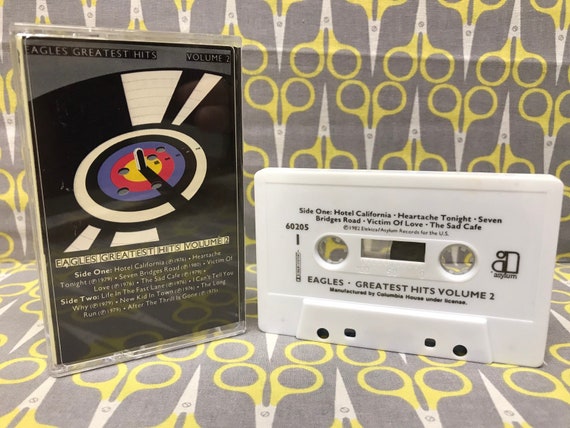 EAGLES GREATEST HITS VOLUME 2
EAGLES GREATEST HITS VOLUME 2
Side One: Hotel California (℗ 1976) • Heartache
Tonight (℗ 1979) • Seven Bridges Road (℗ 1980) • Victim Of
Love (℗ 1976) • The Sad Cafe (℗ 1979) •
Side Two: Life In The Fast Lane (℗ 1976) • I Can't Tell You
Why (℗ 1979) • New Kid In Town (℗ 1976) • The Long
Run (℗ 1979) • After The Thrill Is Gone (℗ 1975)
Side One: Hotel California • Heartache Tonight • Seven
Bridges Road • Victim Of Love • The Sad Cafe
60205
©1982 Elektra/Asylum Records for the U.S.
1
asylum
EAGLES • GREATEST HITS VOLUME 2
Manufactured by Columbia House under license.